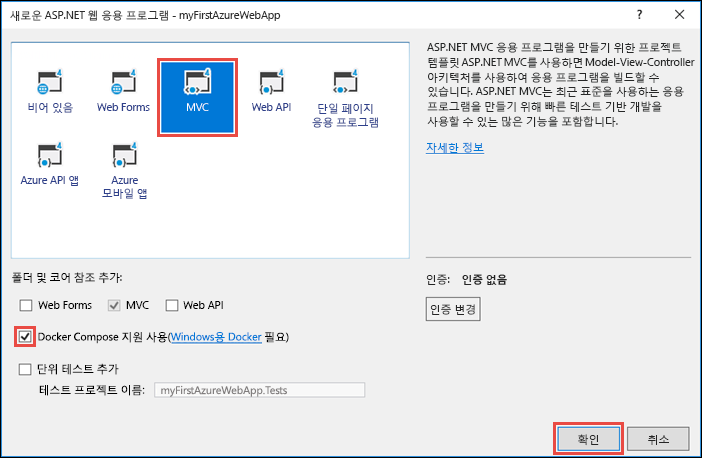 새로운 ASP.NET 웹 응용 프로그램 - myFirstAzureWebApp
비어 있음
Web Forms
MVC
Web API
단일 페이지
응용 프로그램
Azure API 앱
Azure
모바일 앱
ASP.NET MVC 응용 프로그램을 만들기 위한 프로젝트
템플릿 ASP.NET MVC를 사용하면 Model-View-Controller
아키텍처를 사용하여 응용 프로그램을 빌드할 수
있습니다. ASP.NET MVC는 최근 표준을 사용하는 응용
프로그램을 만들기 위해 빠른 테스트 기반 개발을
사용할 수 있는 많은 기능을 포함합니다.
자세한 정보
폴더 및 코어 참조 추가:
Web Forms
MVC
Web API
Docker Compose 지원 사용(Windows용 Docker 필요)
단위 테스트 추가
테스트 프로젝트 이름:
myFirstAzureWebApp.Tests
인증: 인증 없음
인증 변경
확인
취소